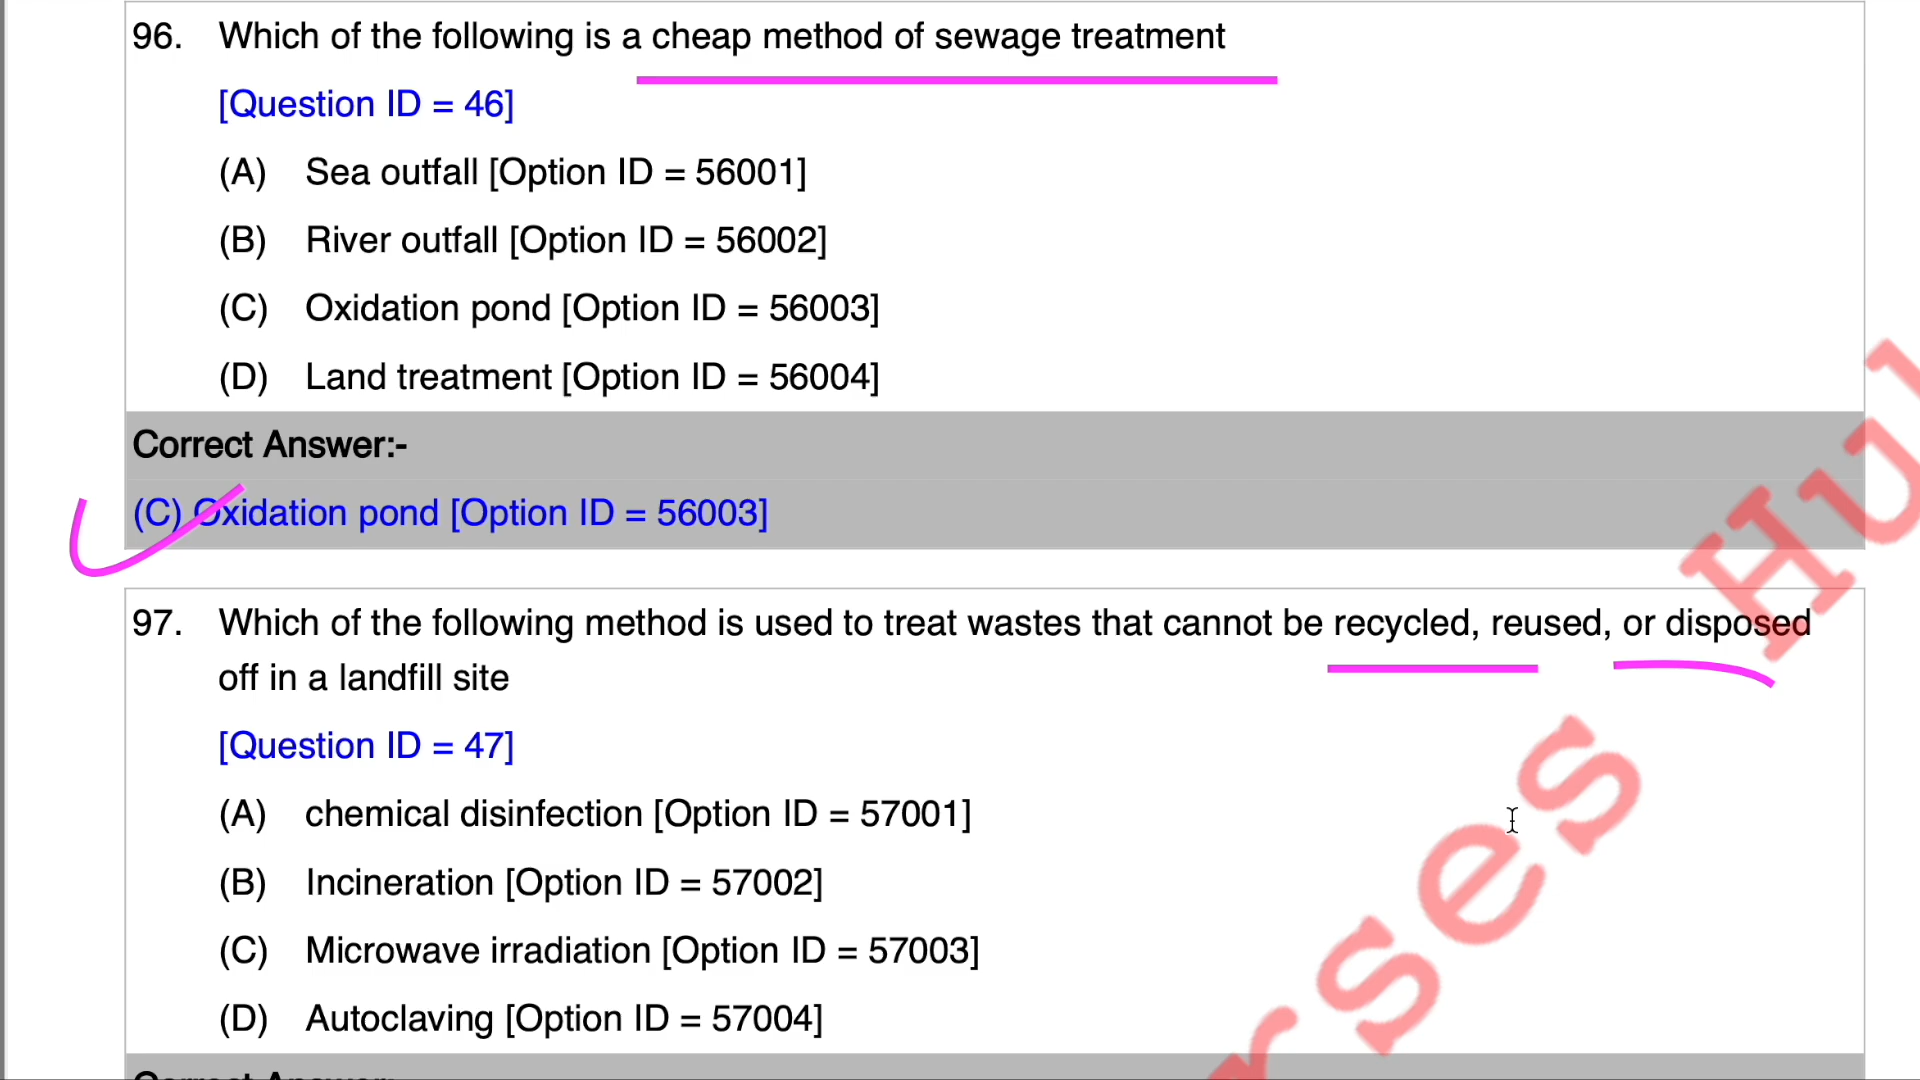 96. Which of the following is a cheap method of sewage treatment
[Question ID = 46]
(A) Sea outfall [Option ID = 56001]
(B) River outfall [Option ID = 56002]
(C) Oxidation pond [Option ID = 56003]
(D) Land treatment [Option ID = 56004]
Correct Answer:-
(C) Oxidation pond [Option ID = 56003]
97. Which of the following method is used to treat wastes that cannot be recycled, reused, or disposed
off in a landfill site
[Question ID = 47]
(A) chemical disinfection [Option ID = 57001]
(B) Incineration [Option ID = 57002]
(C) Microwave irradiation [Option ID = 57003]
(D) Autoclaving [Option ID = 57004]